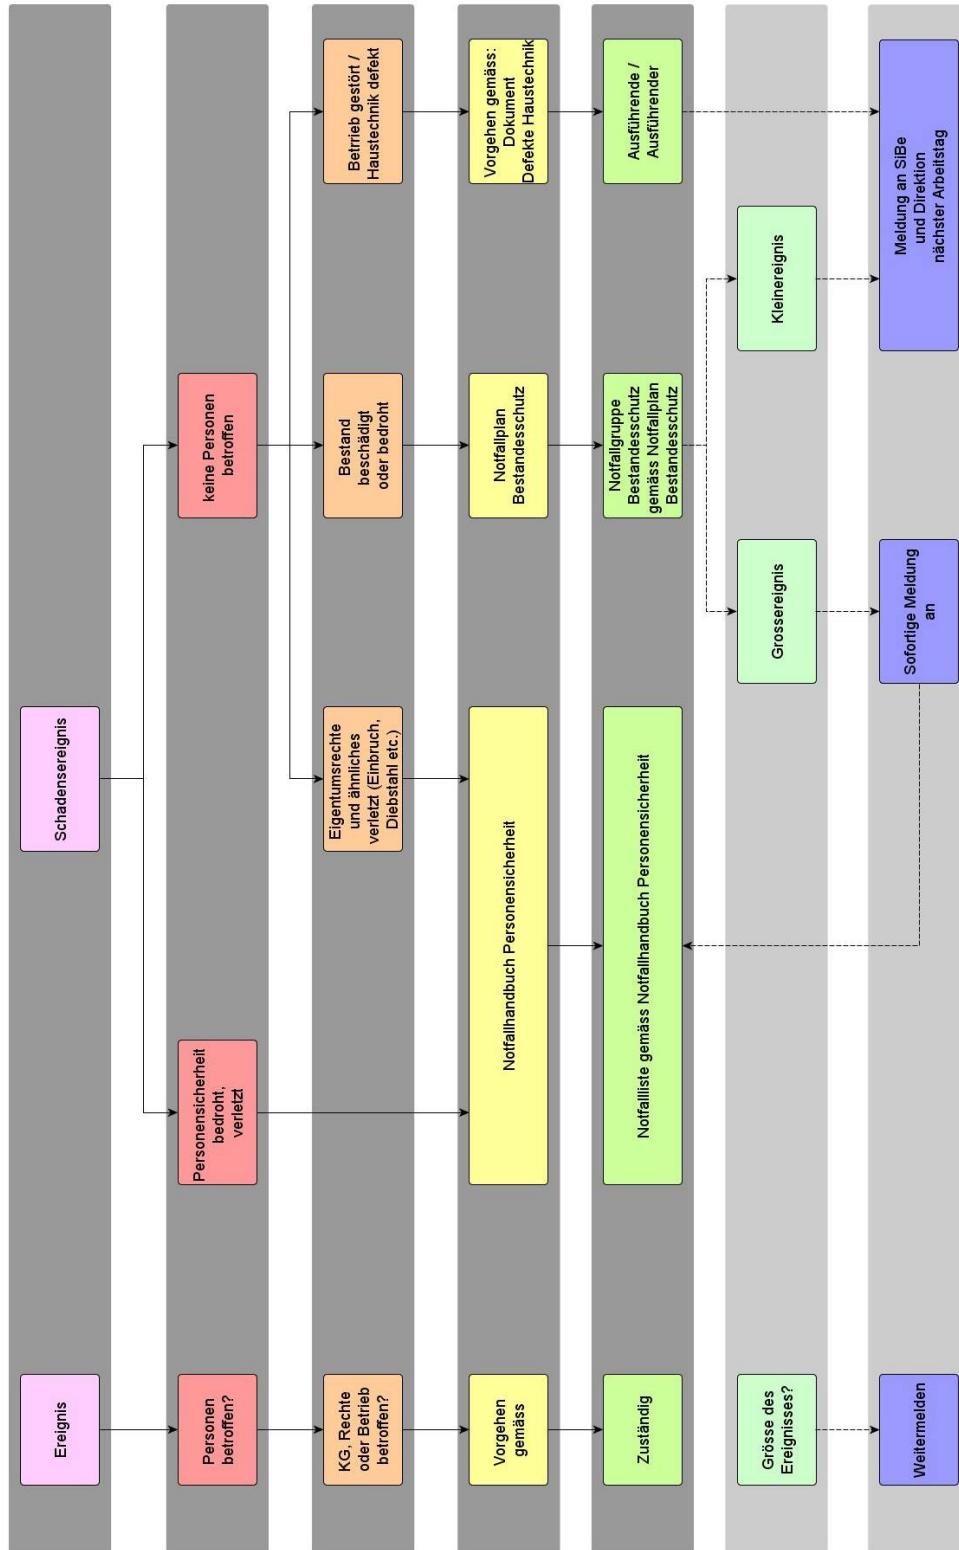 Ereignis
Schadensereignis
Personen
betroffen?
Personensicherheit
bedroht,
verletzt
keine Personen
betroffen
KG, Rechte
oder Betrieb
betroffen?
Eigentumsrechte
und ähnliches
verletzt (Einbruch,
Diebstahl etc.)
Bestand
beschädigt
oder bedroht
Betrrieb gestört /
Haustechnik defekt
Vorgehen
gemäss
Notfallhandbuch Personensicherheit
Notfallplan
Bestandesschutz
Vorgehen gemäss:
Dokument
Defekte Haustechnik
Zuständig
Notfallliste gemäss Notfallhandbuch Personensicherheit
Notfallgruppe
Bestandesschutz
gemäss Notfallplan
Bestandesschutz
Ausführende /
Ausführender
Grösse des
Ereignisses?
Grossereignis
Kleinereignis
Weitermelden
Sofortige Meldung
an
Meldung an SiBe
und Direktion
nächster Arbeitstag